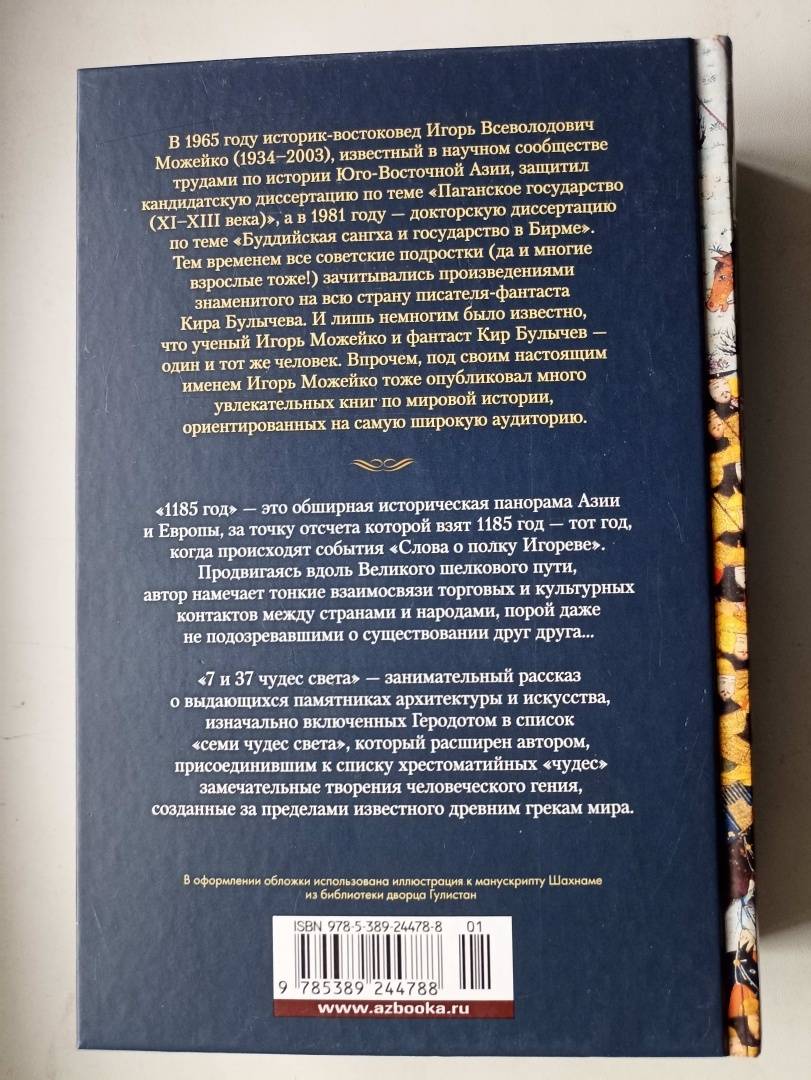 В 1965 году историк-востоковед Игорь Всеволодович
Можейко (1934–2003), известный в научном сообществе
трудами по истории Юго-Восточной Азии, защитил
кандидатскую диссертацию по теме «Паганское государство
(XI–XIII века)», а в 1981 году — докторскую диссертацию
по теме «Буддийская сангха и государство в Бирме».
Тем временем все советские подростки (да и многие
взрослые тоже!) зачитывались произведениями
знаменитого на всю страну писателя-фантаста
Кира Булычева. И лишь немногим было известно,
что ученый Игорь Можейко и фантаст Кир Булычев —
один и тот же человек. Впрочем, под своим настоящим
именем Игорь Можейко тоже опубликовал много
увлекательных книг по мировой истории,
ориентированных на самую широкую аудиторию.
«1185 год» — это обширная историческая панорама Азии
и Европы, за точку отсчета которой взят 1185 год — тот год,
когда происходят события «Слова о полку Игореве».
Продвигаясь вдоль Великого шелкового пути,
автор намечает тонкие взаимосвязи торговых и культурных
контактов между странами и народами, порой даже
не подозревавшими о существовании друг друга...
«7 и 37 чудес света» — занимательный рассказ
о выдающихся памятниках архитектуры и искусства,
изначально включенных Геродотом в список
«семи чудес света», который расширен автором,
присоединившим к списку хрестоматийных «чудес»
замечательные творения человеческого гения,
созданные за пределами известного древним грекам мира.
В оформлении обложки использована иллюстрация к манускрипту Шахнаме
из библиотеки дворца Гулистан
ISBN 978-5-389-24478-8 01
9 785389 244788
www.azbooka.ru